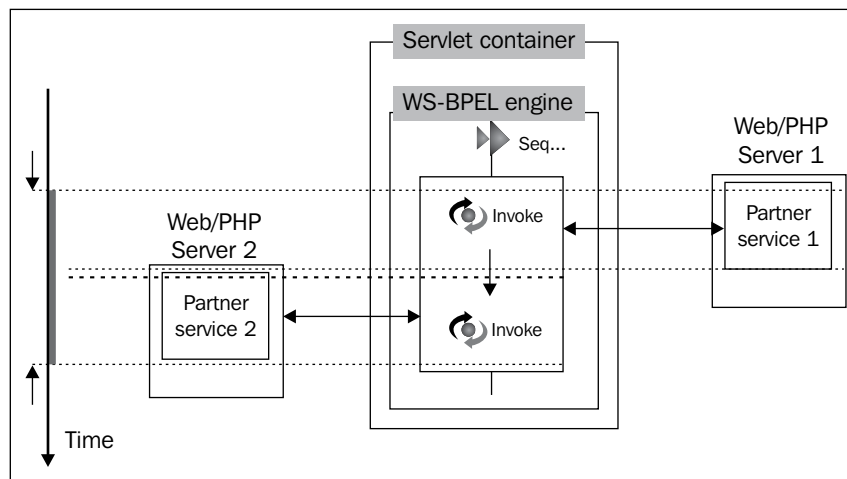 Servlet container
WS-BPEL engine
Seq...
Web/PHP
Server 1
Partner
service 1
Invoke
Web/PHP
Server 2
Partner
service 2
Invoke
Time